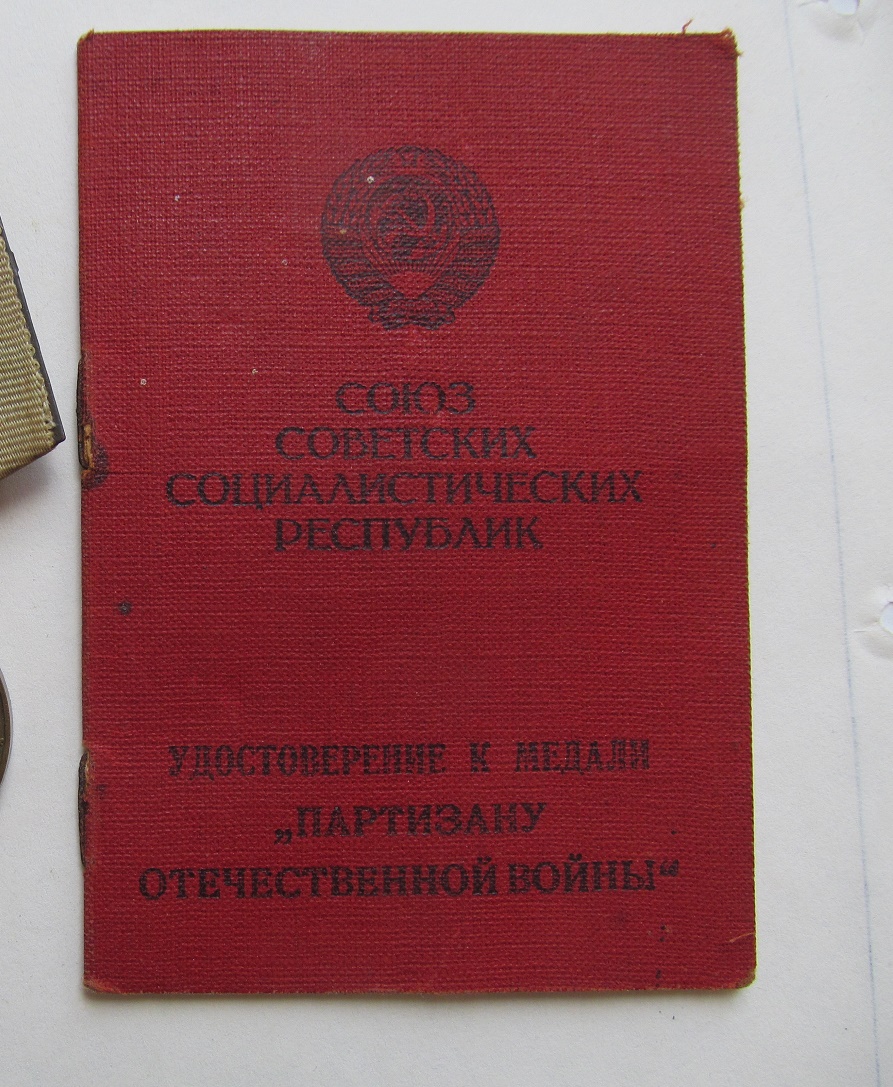 СОЮЗ
СОВЕТСКИХ
СОЦИАЛИСТИЧЕСКИХ
РЕСПУБЛИК
УДОСТОВЕРЕНИЕ К МЕДАЛИ
„ПАРТИЗАНУ
ОТЕЧЕСТВЕННОЙ ВОЙНЫ“